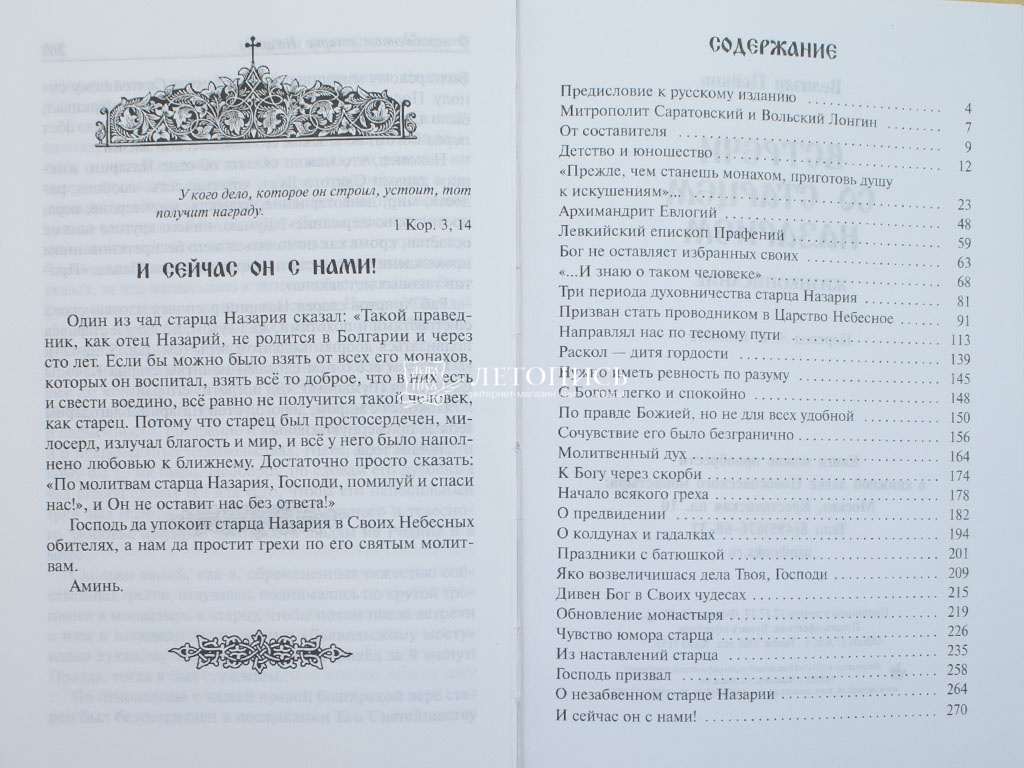 У кого дело, которое он строил, устоит, тот
получит награду.
1 Кор. 3, 14
И СЕЙЧАС ОН С НАМИ!
Один из чад старца Назария сказал: «Такой правед-
ник, как отец Назарий, не родится в Болгарии и через
сто лет. Если бы можно было взять от всех его монахов,
которых он воспитал, взять всё то доброе, что в них есть
и свести воедино, всё равно не получится такой человек,
как старец. Потому что старец был простосердечен, ми-
лосерд, излучал благость и мир, и всё у него было напол-
нено любовью к ближнему. Достаточно просто сказать:
«По молитвам старца Назария, Господи, помилуй и спаси
нас!», и Он не оставит нас без ответа!»
Господь да упокоит старца Назария в Своих Небесных
обителях, а нам да простит грехи по его святым молит-
вам.
Аминь.
ЛЕТОПИСЬ
интернет-магазин
СОДЕРЖАНИЕ
Предисловие к русскому изданию 4
Митрополит Саратовский и Вольский Лонгин 7
От составителя 9
Детство и юношество 12
«Прежде, чем станешь монахом, приготовь душу
к искушениям»... 23
Архимандрит Евлогий 48
Левкийский епископ Прафений 59
Бог не оставляет избранных своих 63
«...И знаю о таком человеке» 68
Три периода духовничества старца Назария 81
Призван стать проводником в Царство Небесное 91
Направлял нас по тесному пути 113
Раскол — дитя гордости 139
Нужно иметь ревность по разуму 145
С Богом легко и спокойно 148
По правде Божией, но не для всех удобной 150
Сочувствие его было безгранично 156
Молитвенный дух 164
К Богу через скорби 174
Начало всякого греха 178
О предвидении 182
О колдунах и гадалках 194
Праздники с батюшкой 201
Яко возвеличишася дела Твоя, Господи 209
Дивен Бог в Своих чудесах 215
Обновление монастыря 219
Чувство юмора старца 226
Из наставлений старца 235
Господь призвал 258
О незабвенном старце Назарии 264
И сейчас он с нами! 270